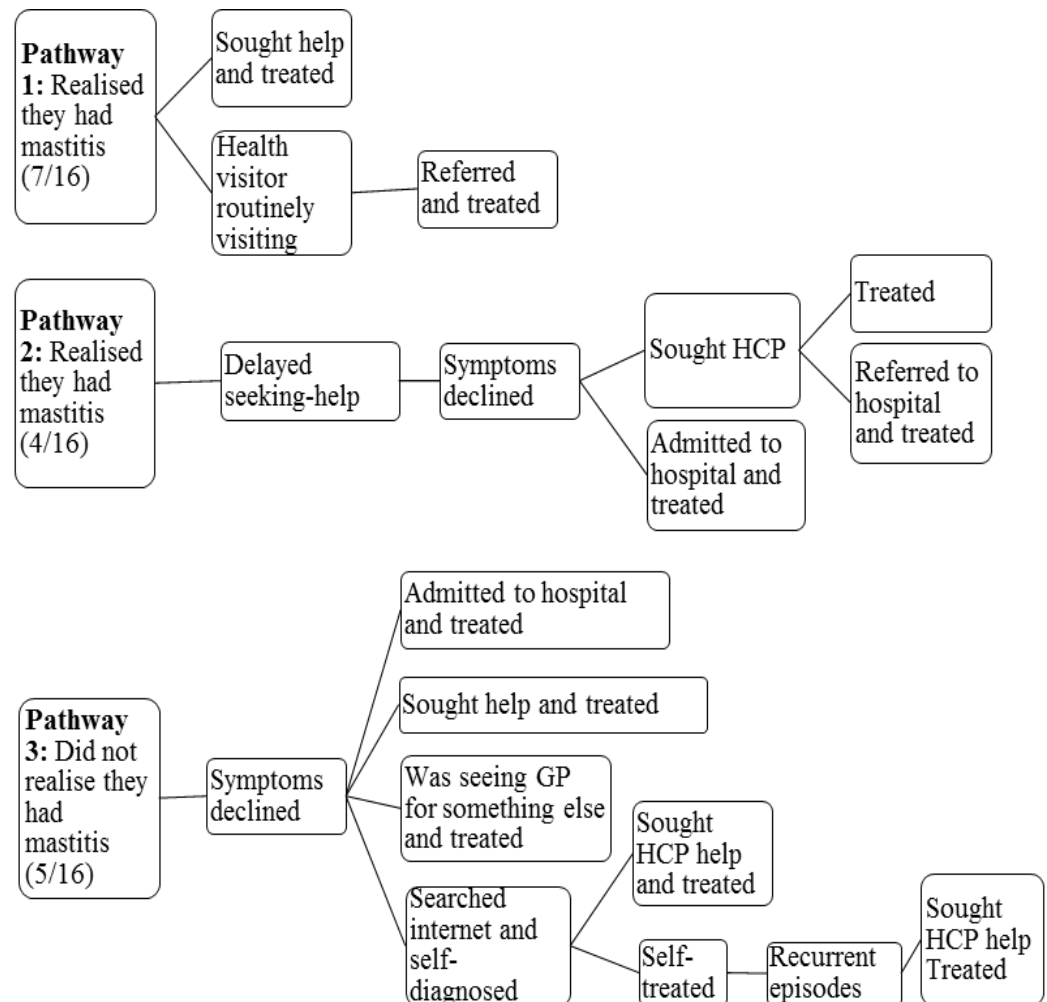 Pathway
1: Realised
they had
mastitis
(7/16)
Sought help
and treated
Health
visitor
routinely
visiting
Referred
and treated
Pathway
2: Realised
they had
mastitis
(4/16)
Delayed
seeking-help
Symptoms
declined
Sought HCP
Treated
Referred to
hospital
and treated
Admitted to
hospital and
treated
Pathway
3: Did not
realise they
had
mastitis
(5/16)
Symptoms
declined
Admitted to hospital
and treated
Sought help and treated
Was seeing GP
for something else
and treated
Searched
internet and
self-
diagnosed
Sought
HCP help
and treated
Self-
treated
Recurrent
episodes
Sought
HCP help
Treated